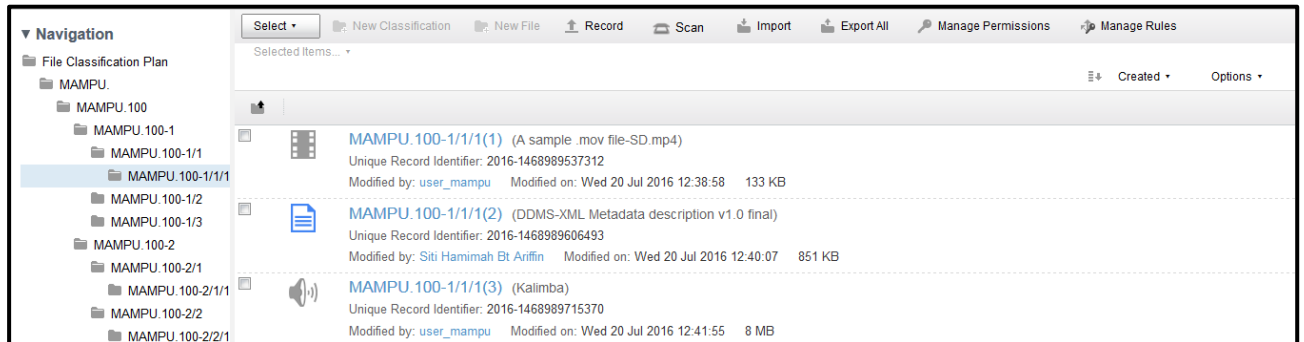 ▼ Navigation
File Classification Plan
MAMPU.
MAMPU.100
MAMPU.100-1
MAMPU.100-1/1
MAMPU.100-1/1/1
MAMPU.100-1/2
MAMPU.100-1/3
MAMPU.100-2
MAMPU.100-2/1
MAMPU.100-2/1/1
MAMPU.100-2/2
MAMPU.100-2/2/1
Select New Classification New File Record Scan Import Export All Manage Permissions Manage Rules
Selected Items...
Created Options
MAMPU.100-1/1/1(1) (A sample .mov file-SD.mp4)
Unique Record Identifier: 2016-1468989537312
Modified by: user_mampu Modified on: Wed 20 Jul 2016 12:38:58 133 KB
MAMPU.100-1/1/1(2) (DDMS-XML Metadata description v1.0 final)
Unique Record Identifier: 2016-1468989606493
Modified by: Siti Hamimah Bt Ariffin Modified on: Wed 20 Jul 2016 12:40:07 851 KB
MAMPU.100-1/1/1(3) (Kalimba)
Unique Record Identifier: 2016-1468989715370
Modified by: user_mampu Modified on: Wed 20 Jul 2016 12:41:55 8 MB